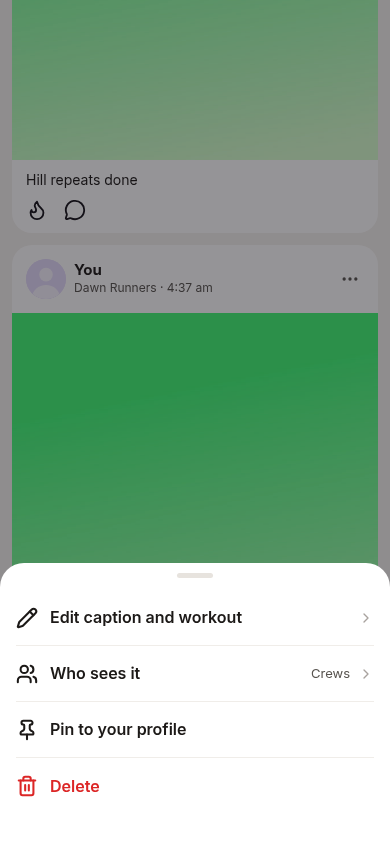 Hill repeats done
You
Dawn Runners · 4:37 am
Edit caption and workout
Who sees it
Crews
Pin to your profile
Delete